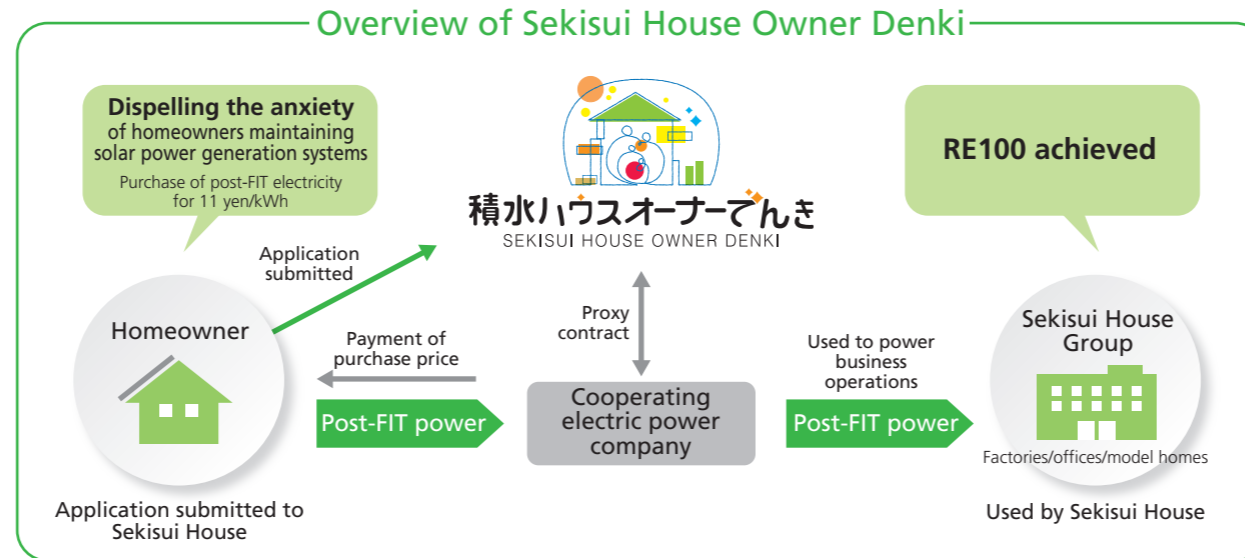 Overview of Sekisui House Owner Denki
Dispelling the anxiety
of homeowners maintaining
solar power generation systems
Purchase of post-FIT electricity
for 11 yen/kWh
積水ハウスオーナーでんき
SEKISUI HOUSE OWNER DENKI
RE100 achieved
Application
submitted
Homeowner
Payment of
purchase price
Post-FIT power
Proxy
contract
Cooperating
electric power
company
Used to power
business
operations
Post-FIT power
Sekisui House
Group
Factories/offices/model homes
Application submitted to
Sekisui House
Used by Sekisui House